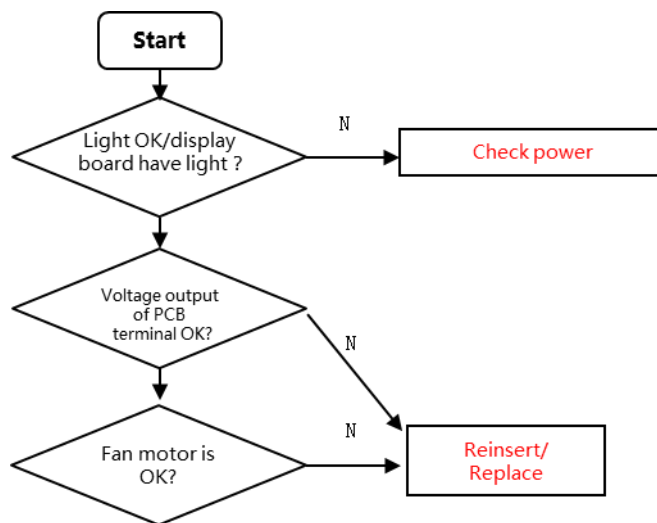 Start
Light OK/display
board have light ?
N
Check power
Voltage output
of PCB
terminal OK?
N
Fan motor is
OK?
N
Reinsert/
Replace